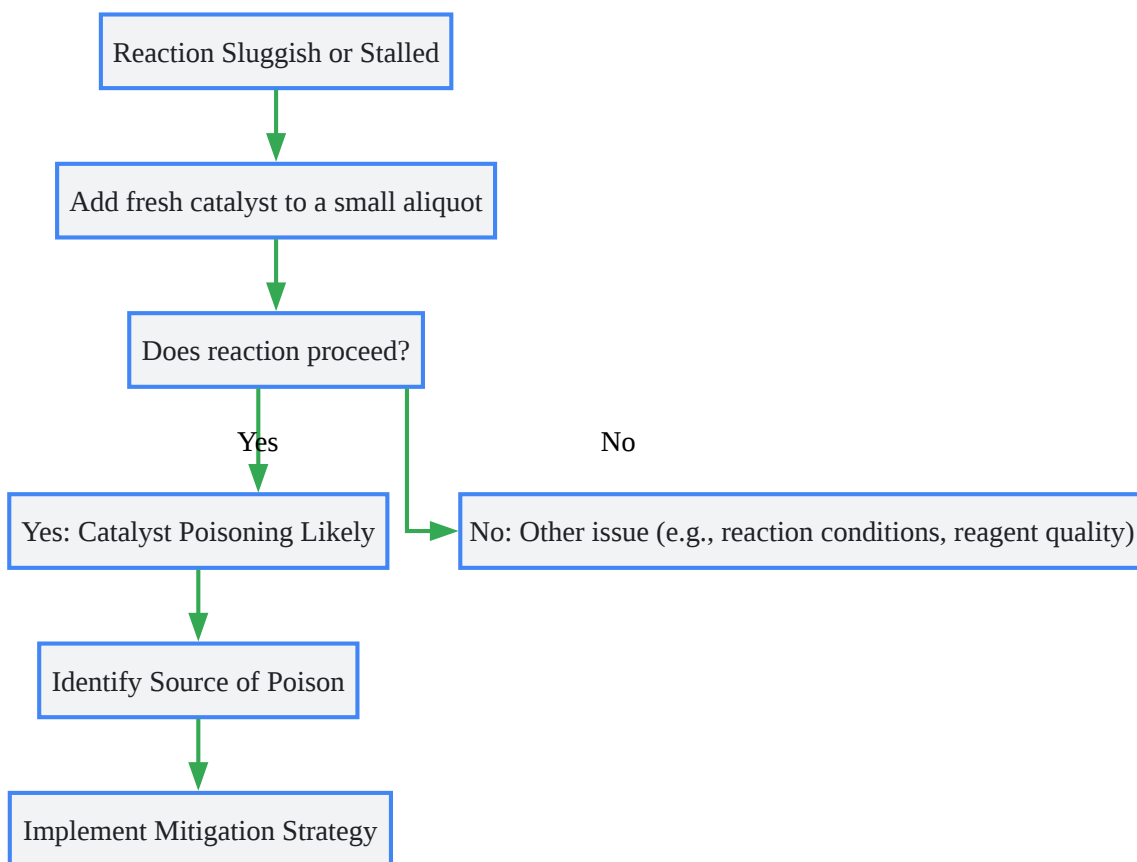 Reaction Sluggish or Stalled
Add fresh catalyst to a small aliquot
Does reaction proceed?
Yes
No
Yes: Catalyst Poisoning Likely
No: Other issue (e.g., reaction conditions, reagent quality)
Identify Source of Poison
Implement Mitigation Strategy